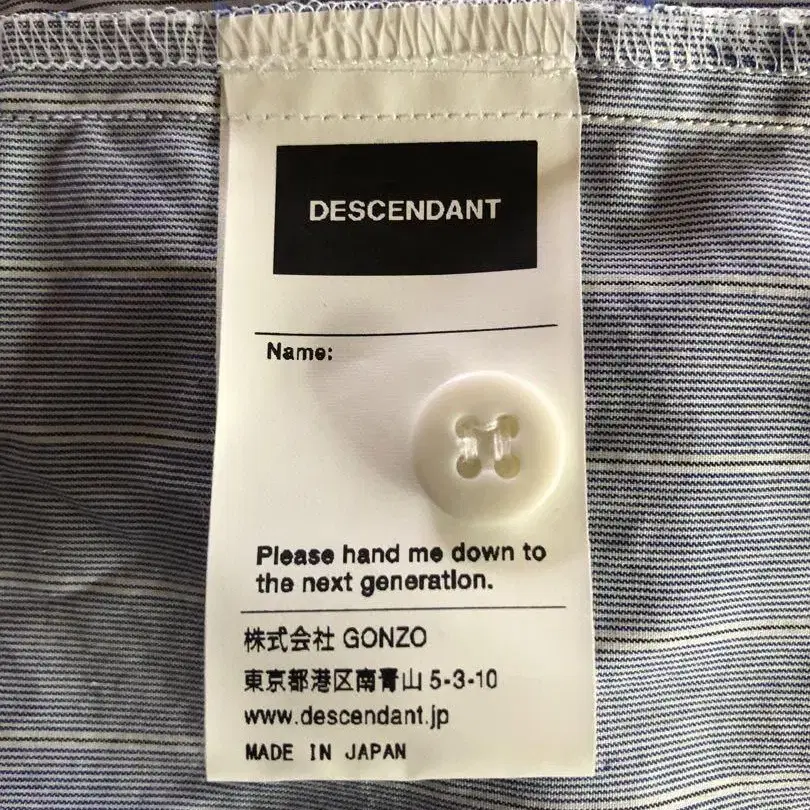 DESCENDANT
Name:
Please hand me down to
the next generation.
株式会社 GONZO
東京都港区南青山 5-3-10
www.descendant.jp
MADE IN JAPAN